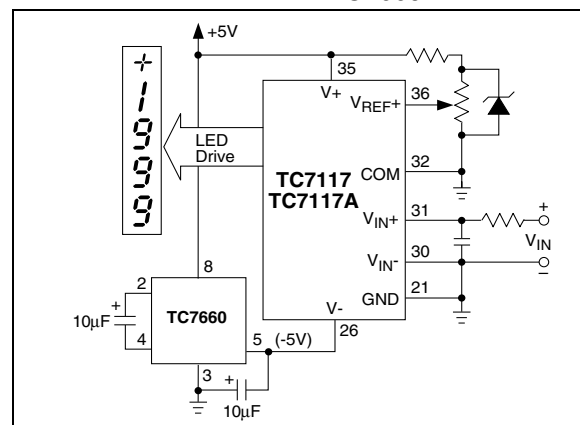 +5V
35
V+
36
VREF+
+1999
LED
Drive
TC7117
TC7117A
COM
32
VIN+
31
+
VIN
VIN-
30
–
GND
21
V-
26
8
2
+
10µF
4
TC7660
5
(-5V)
3
+
10µF